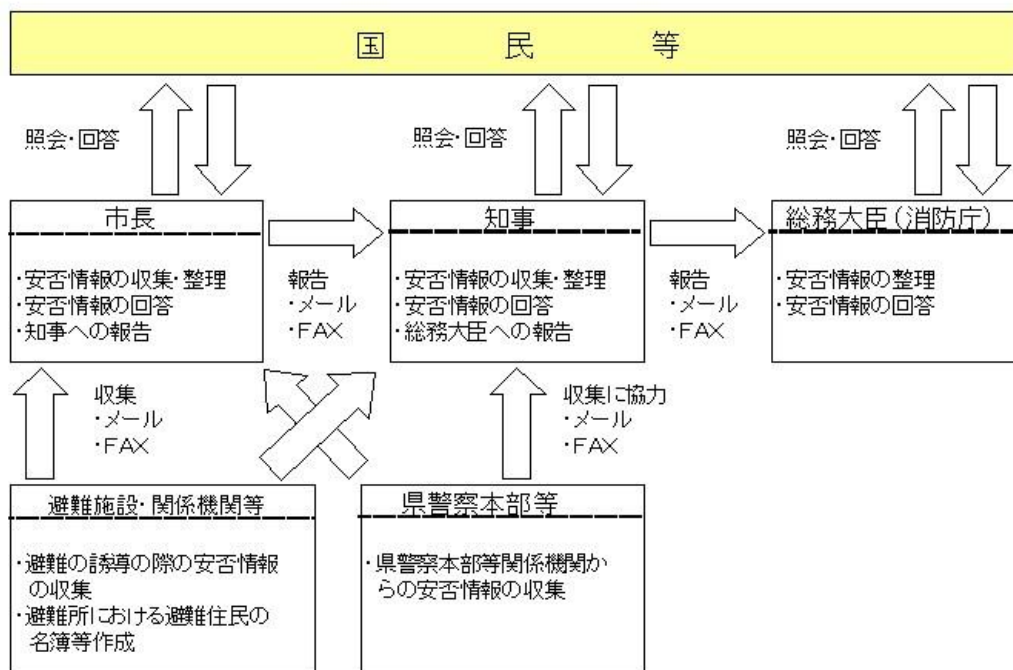 国民等
照会・回答
照会・回答
照会・回答
市長
・安否情報の収集・整理
・安否情報の回答
・知事への報告
報告
・メール
・FAX
知事
・安否情報の収集・整理
・安否情報の回答
・総務大臣への報告
報告
・メール
・FAX
総務大臣(消防庁)
・安否情報の整理
・安否情報の回答
収集
・メール
・FAX
収集に協力
・メール
・FAX
避難施設・関係機関等
・避難の誘導の際の安否情報
の収集
・避難所における避難住民の
名簿等作成
県警察本部等
・県警察本部等関係機関か
らの安否情報の収集